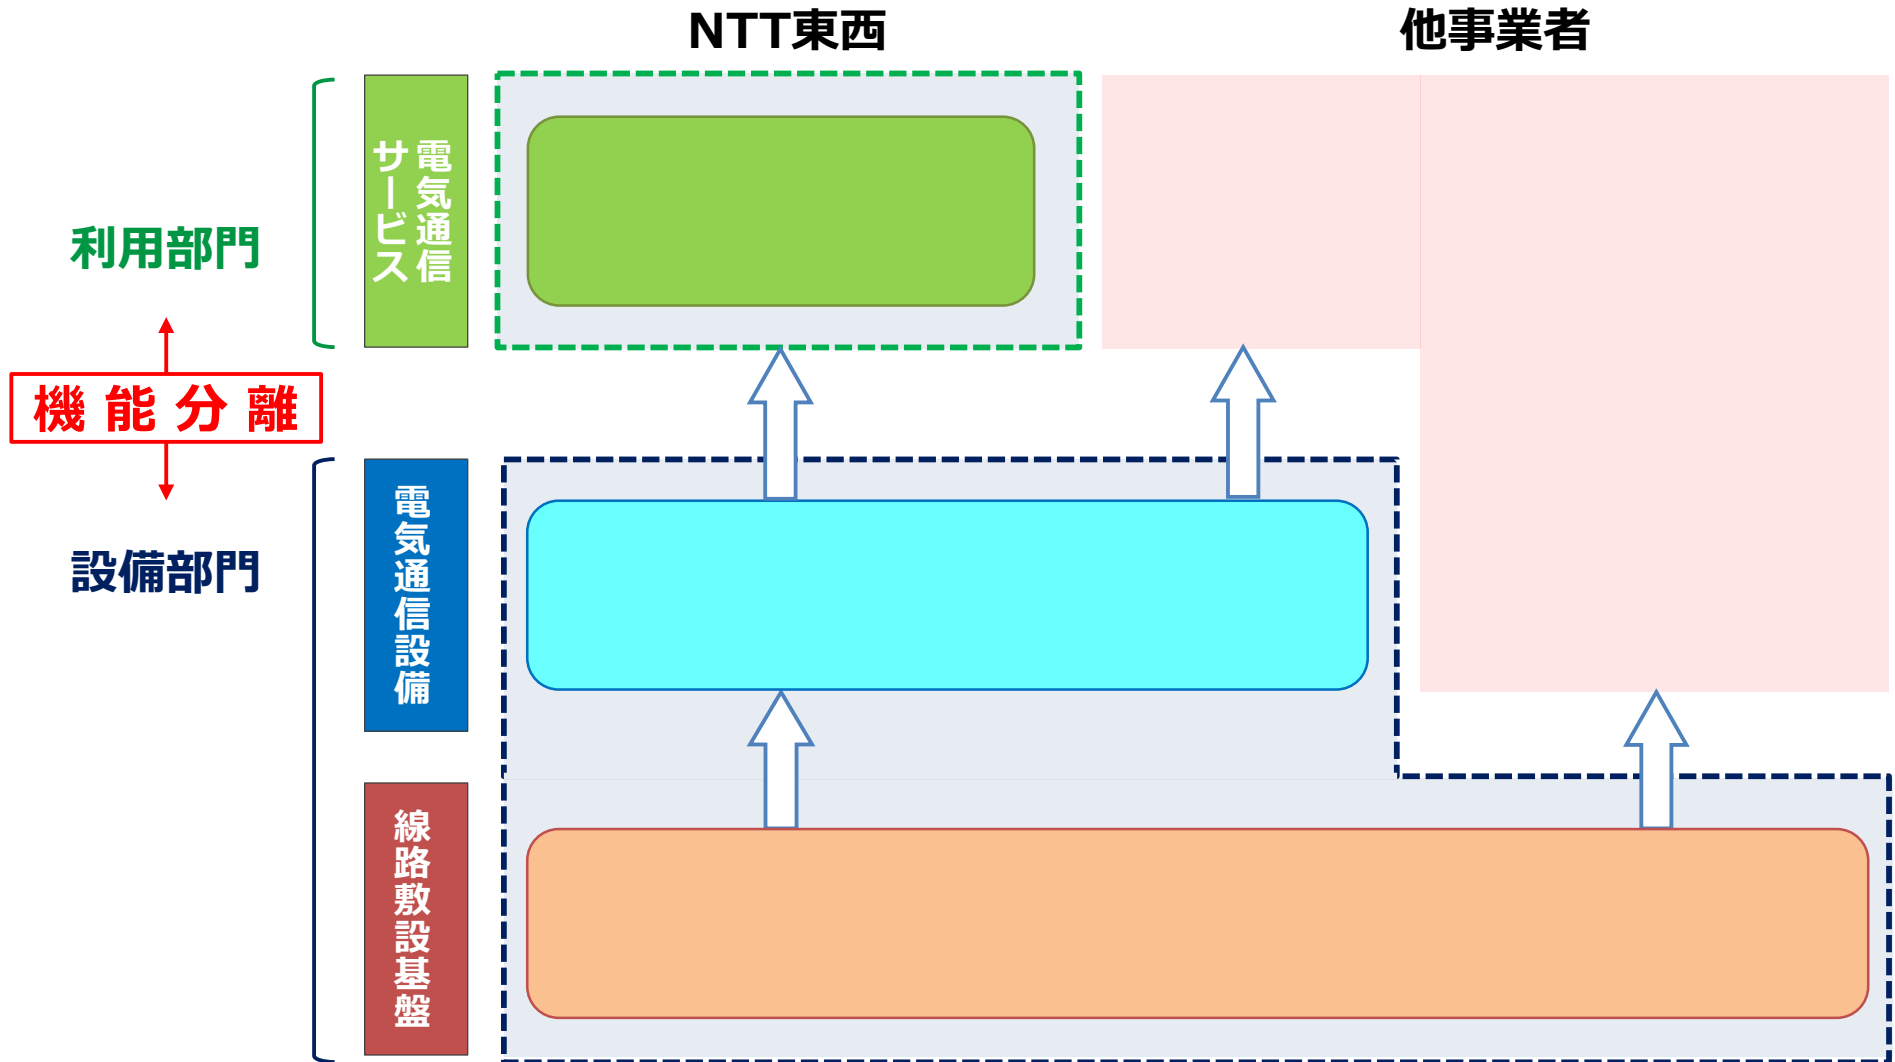 NTT東西
他事業者
電気通信
サービス
利用部門
機能分離
設備部門
電気通信設備
線路敷設基盤